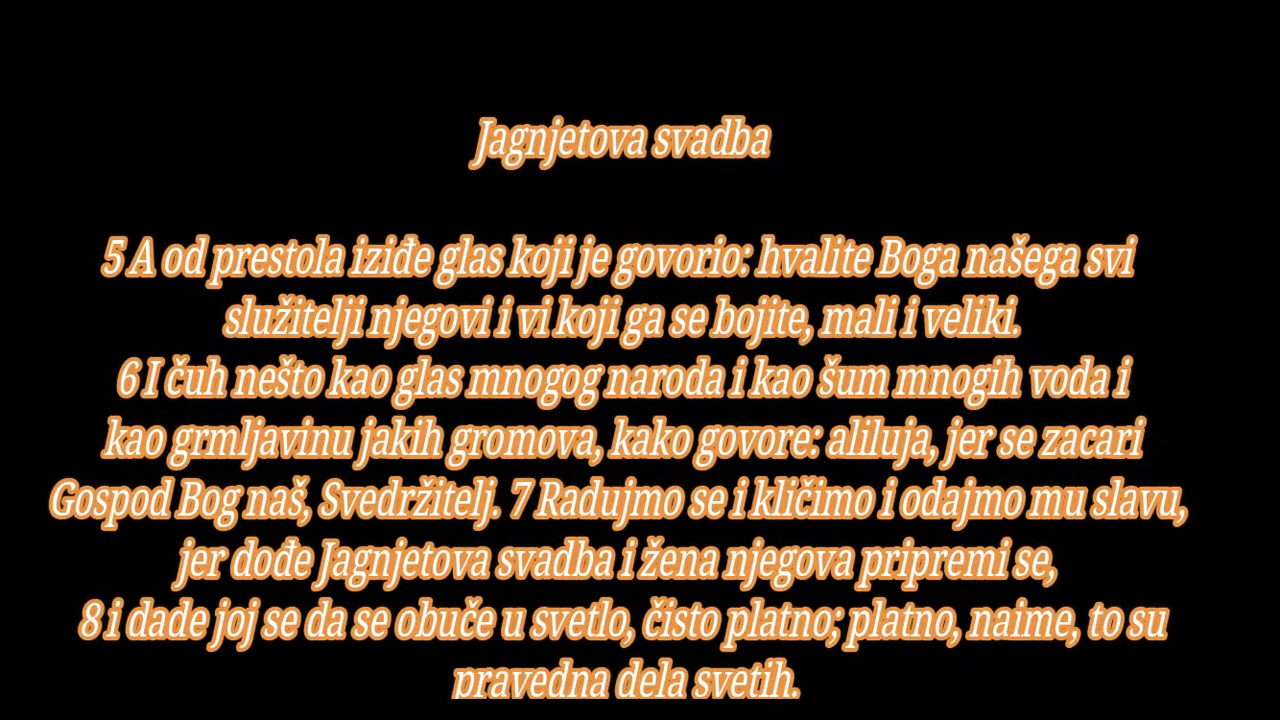 Jagnjetova svadba
5 A od prestola iziđe glas koji je govorio: hvalite Boga našega svi
služitelji njegovi i vi koji ga se bojite, mali i veliki.
6 I čuh nešto kao glas mnogog naroda i kao šum mnogih voda i
kao grmljavinu jakih gromova, kako govore: aliluja, jer se zacari
Gospod Bog naš, Svedržitelj. 7 Radujmo se i kličimo i odajmo mu slavu,
jer dođe Jagnjetova svadba i žena njegova pripremi se,
8 i dade joj se da se obuče u svetlo, čisto platno; platno, naime, to su
pravedna dela svetih.